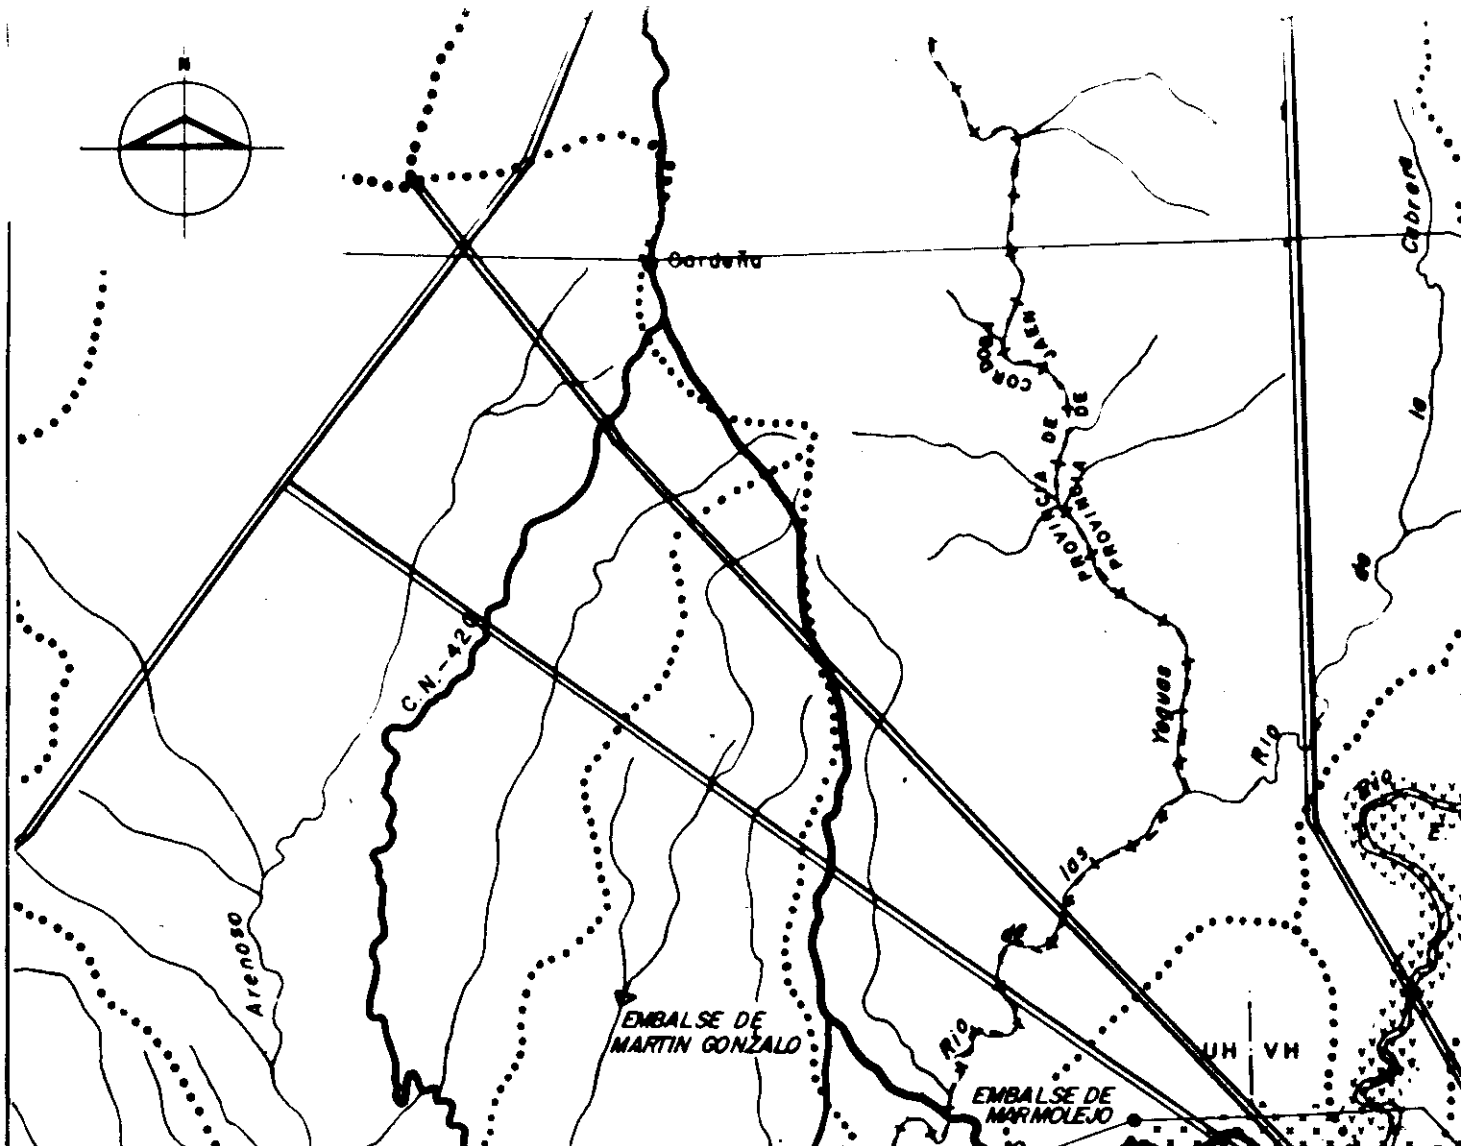 N
Cardeña
Cabrera
la
de
Rio
CORDOBA
JAEN
PROVINCIA DE
PROVINCIA DE
C.N.-420
Yeguas
las
de
Rio
Rio
Arenoso
EMBALSE DE
MARTIN GONZALO
UH VH
EMBALSE DE
MARMOLEJO